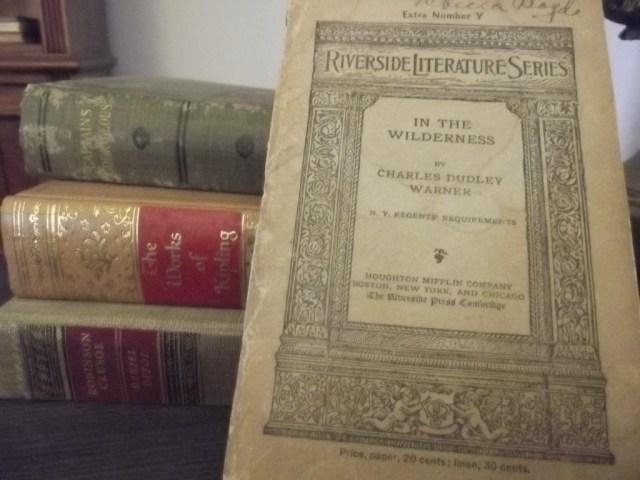 Extra Number Y
RIVERSIDE LITERATURE SERIES
IN THE
WILDERNESS
BY
CHARLES DUDLEY
WARNER
N. Y. REGENTS' REQUIREMENTS
HOUGHTON MIFFLIN COMPANY
BOSTON, NEW YORK, AND CHICAGO
The Riverside Press Cambridge
Price, paper, 20 cents; linen, 30 cents.
The
Works
of
Kipling
ROBINSON
CRUSOE
DANIEL
DEFOE